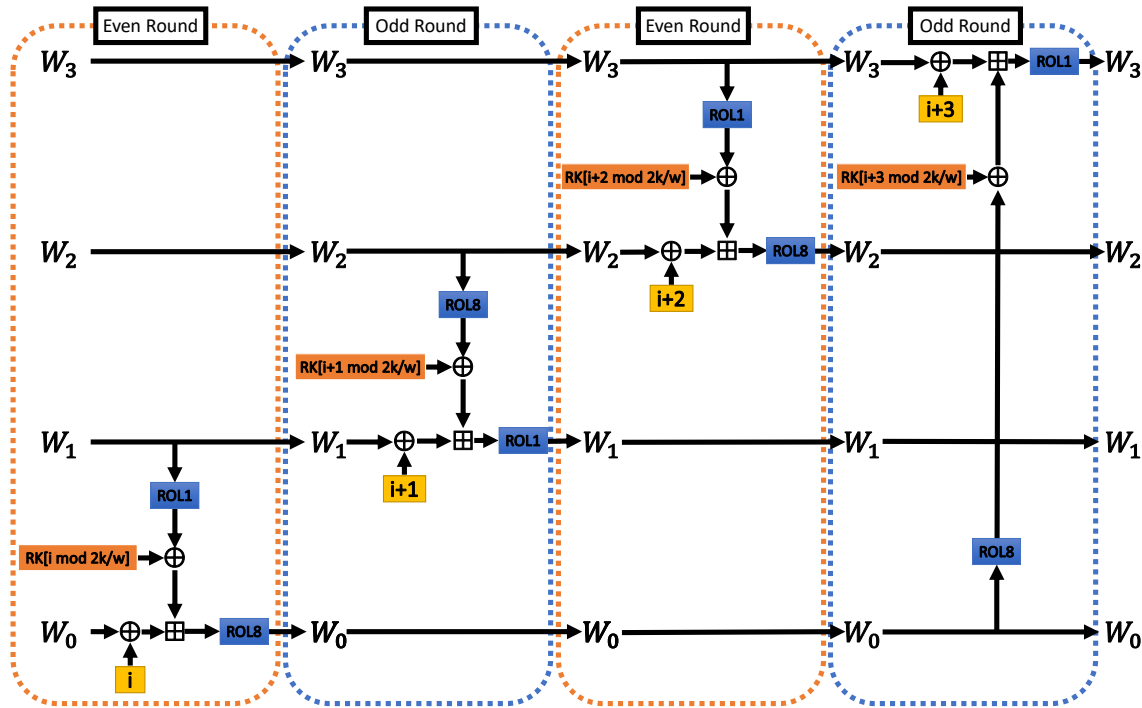 Even Round
Odd Round
Even Round
Odd Round
W₃
W₃
W₃
W₃
ROL1
W₃
i+3
ROL1
RK[i+2 mod 2k/w]
RK[i+3 mod 2k/w]
W₂
W₂
W₂
ROL8
W₂
W₂
i+2
ROL8
RK[i+1 mod 2k/w]
W₁
W₁
ROL1
W₁
W₁
W₁
i+1
ROL1
ROL8
RK[i mod 2k/w]
W₀
ROL8
W₀
W₀
W₀
W₀
i